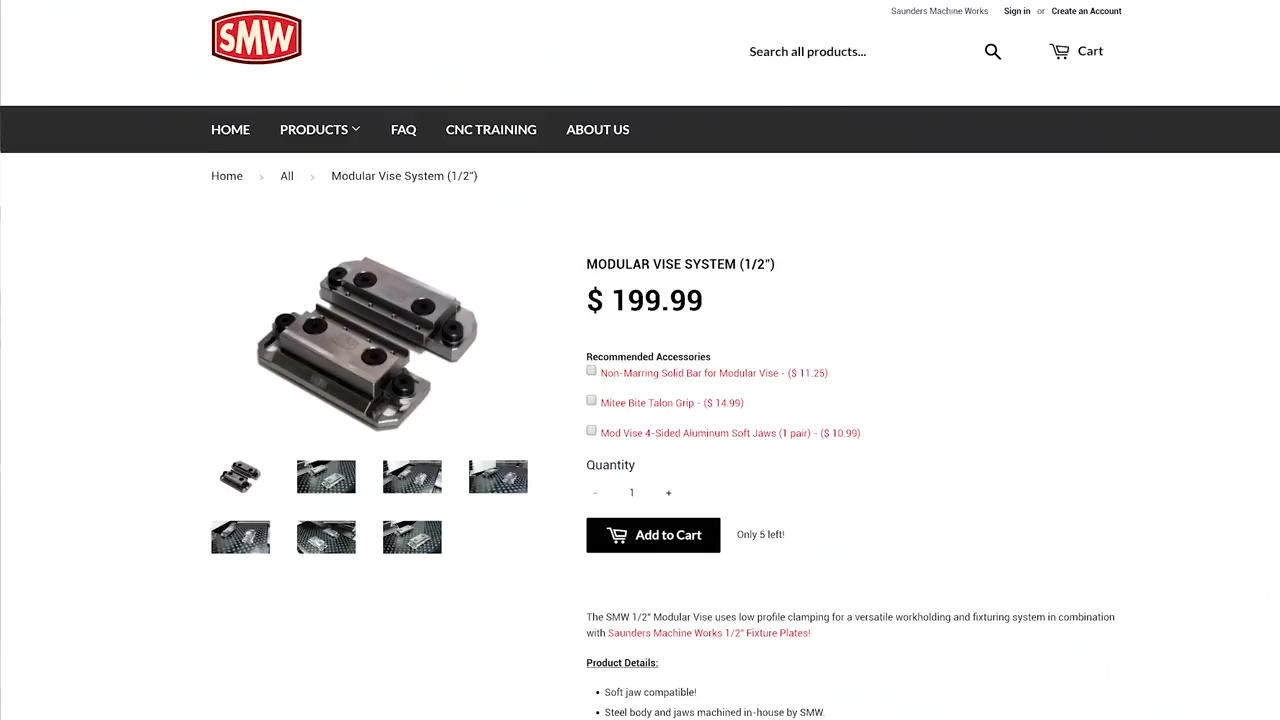 SMW
Saunders Machine Works Sign in or Create an Account
Search all products...
Cart
HOME PRODUCTS FAQ CNC TRAINING ABOUT US
Home › All › Modular Vise System (1/2")
MODULAR VISE SYSTEM (1/2")
$ 199.99
Recommended Accessories
Non-Marring Solid Bar for Modular Vise - ($ 11.25)
Mitee Bite Talon Grip - ($ 14.99)
Mod Vise 4-Sided Aluminum Soft Jaws (1 pair) - ($ 10.99)
Quantity
- 1 +
Add to Cart Only 5 left!
The SMW 1/2" Modular Vise uses low profile clamping for a versatile workholding and fixturing system in combination
with Saunders Machine Works 1/2" Fixture Plates!
Product Details:
• Soft jaw compatible!
• Steel body and jaws machined in-house by SMW.